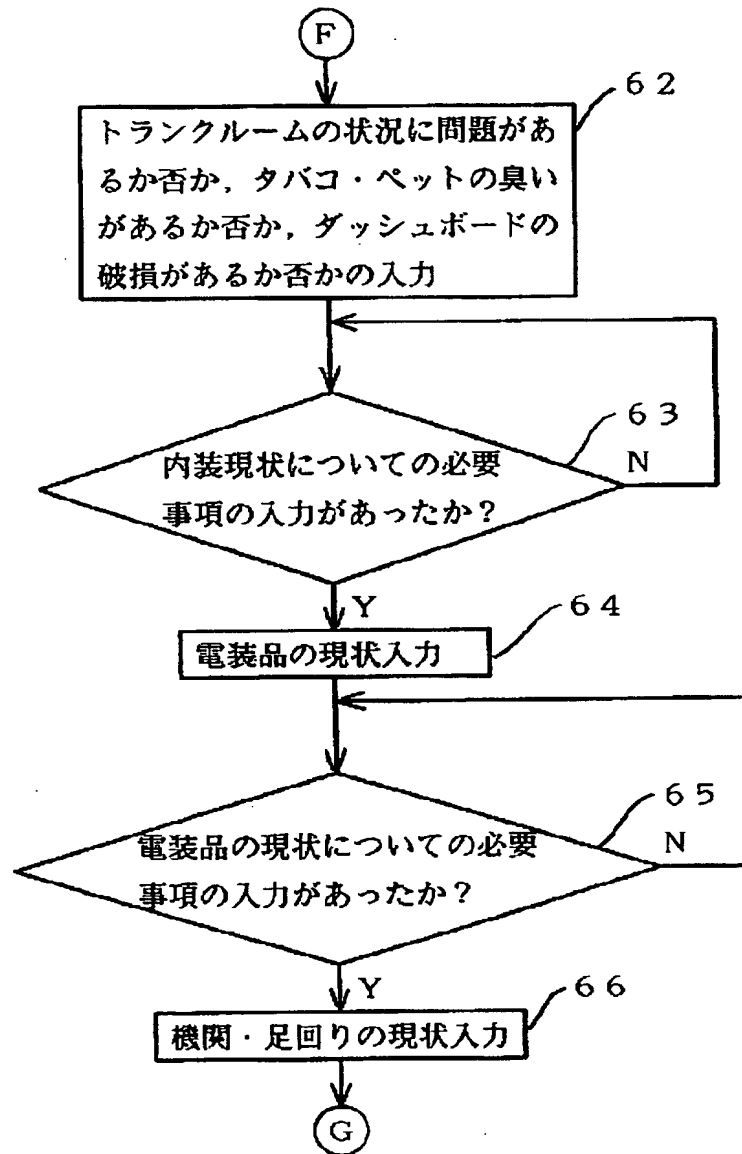 F
62
トランクルームの状況に問題があ
るか否か，タバコ・ペットの臭い
があるか否か，ダッシュボードの
破損があるか否かの入力
63
内装現状についての必要
事項の入力があったか？
N
Y
64
電装品の現状入力
65
電装品の現状についての必要
事項の入力があったか？
N
Y
66
機関・足回りの現状入力
G